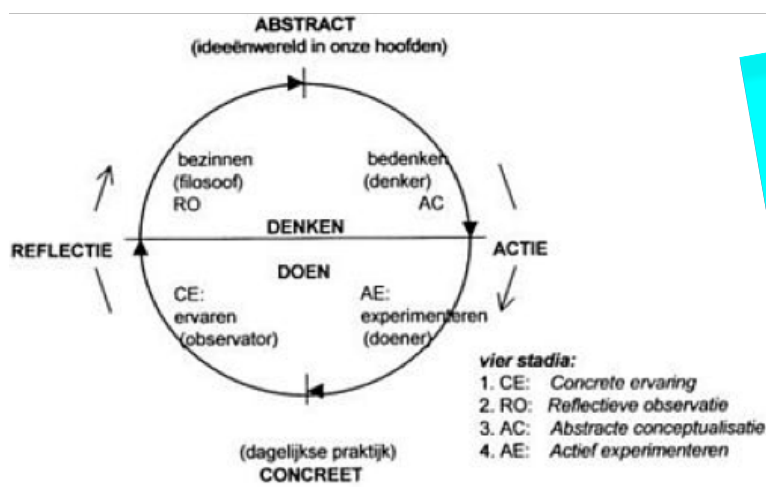 ABSTRACT
(ideeënwereld in onze hoofden)
bezinnen
(filosoof)
RO
bedenken
(denker)
AC
DENKEN
REFLECTIE
ACTIE
DOEN
CE:
ervaren
(observator)
AE:
experimenteren
(doener)
vier stadia:
1. CE: Concrete ervaring
2. RO: Reflectieve observatie
3. AC: Abstracte conceptualisatie
4. AE: Actief experimenteren
(dagelijkse praktijk)
CONCREET